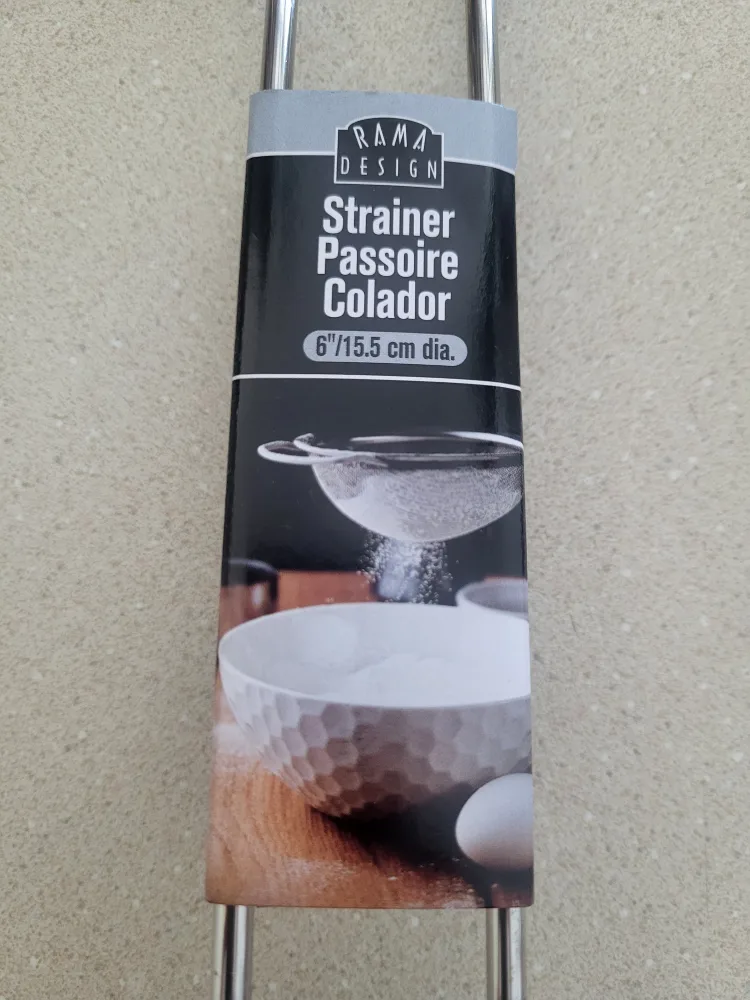 RAMA
DESIGN
Strainer
Passoire
Colador
6"/15.5 cm dia.